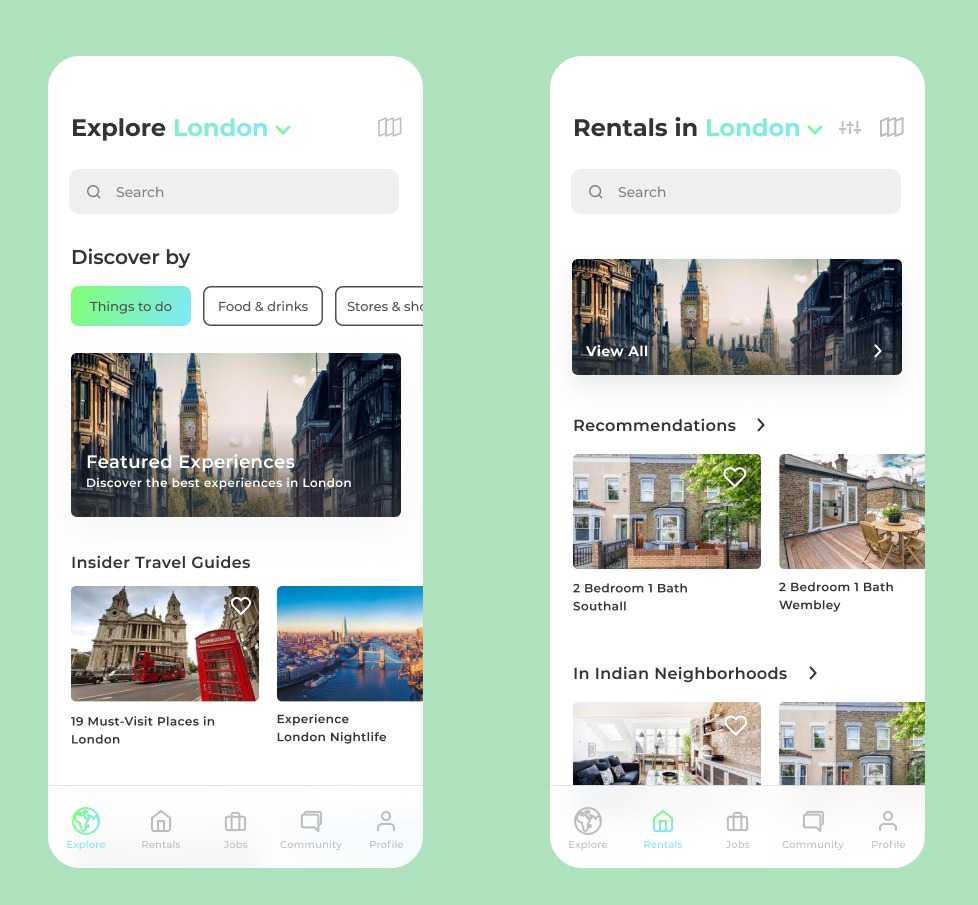 Explore London
Search
Discover by
Things to do
Food & drinks
Stores & sho
Featured Experiences
Discover the best experiences in London
Insider Travel Guides
19 Must-Visit Places in
London
Experience
London Nightlife
Explore
Rentals
Jobs
Community
Profile
Rentals in London
Search
View All
Recommendations
2 Bedroom 1 Bath
Southall
2 Bedroom 1 Bath
Wembley
In Indian Neighborhoods
Explore
Rentals
Jobs
Community
Profile